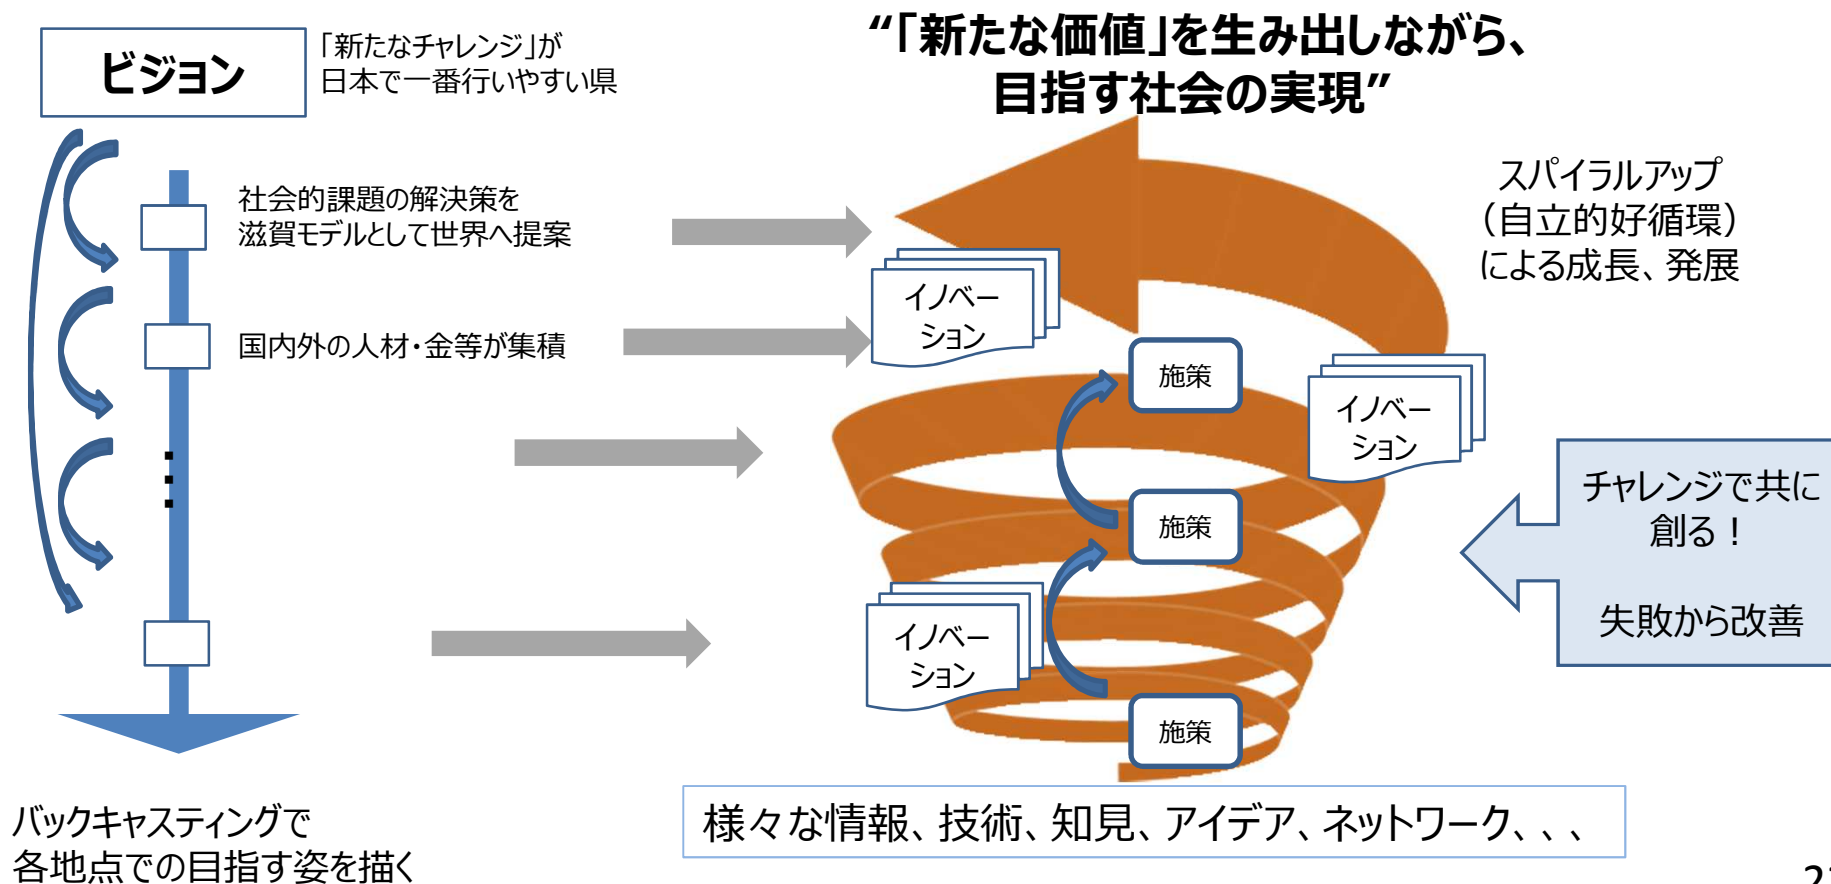 ビジョン
「新たなチャレンジ」が
日本で一番行いやすい県
“「新たな価値」を生み出しながら、
目指す社会の実現”
社会的課題の解決策を
滋賀モデルとして世界へ提案
国内外の人材・金等が集積
⋮
バックキャスティングで
各地点での目指す姿を描く
スパイラルアップ
（自立的好循環）
による成長、発展
イノベー
ション
施策
イノベー
ション
施策
イノベー
ション
施策
チャレンジで共に
創る！
失敗から改善
様々な情報、技術、知見、アイデア、ネットワーク、、、